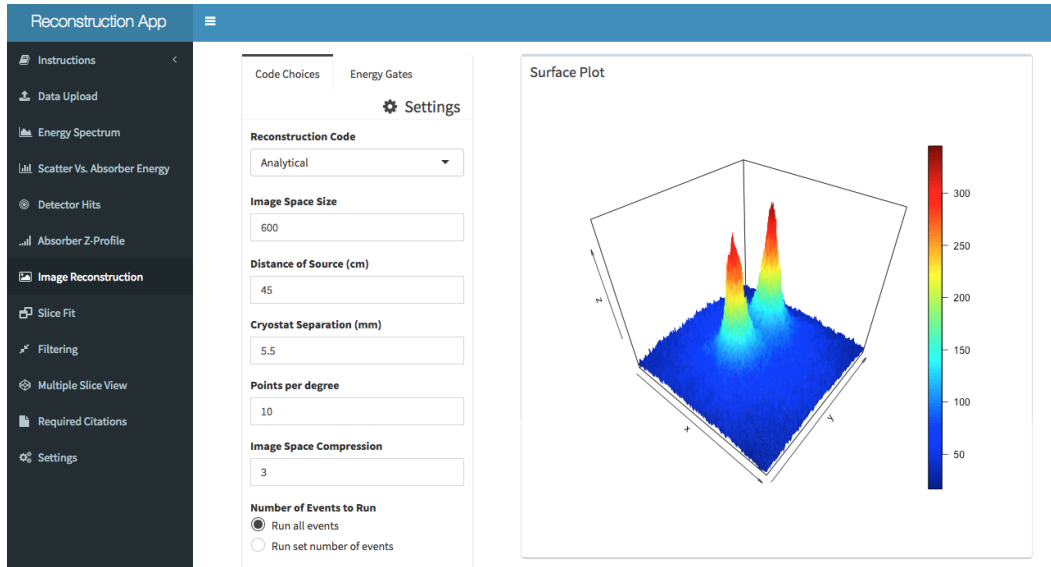 Reconstruction App
Instructions
Data Upload
Energy Spectrum
Scatter Vs. Absorber Energy
Detector Hits
Absorber Z-Profile
Image Reconstruction
Slice Fit
Filtering
Multiple Slice View
Required Citations
Settings
Code Choices Energy Gates
Settings
Reconstruction Code
Analytical
Image Space Size
600
Distance of Source (cm)
45
Cryostat Separation (mm)
5.5
Points per degree
10
Image Space Compression
3
Number of Events to Run
Run all events
Run set number of events
Surface Plot
z
x
y
300
250
200
150
100
50